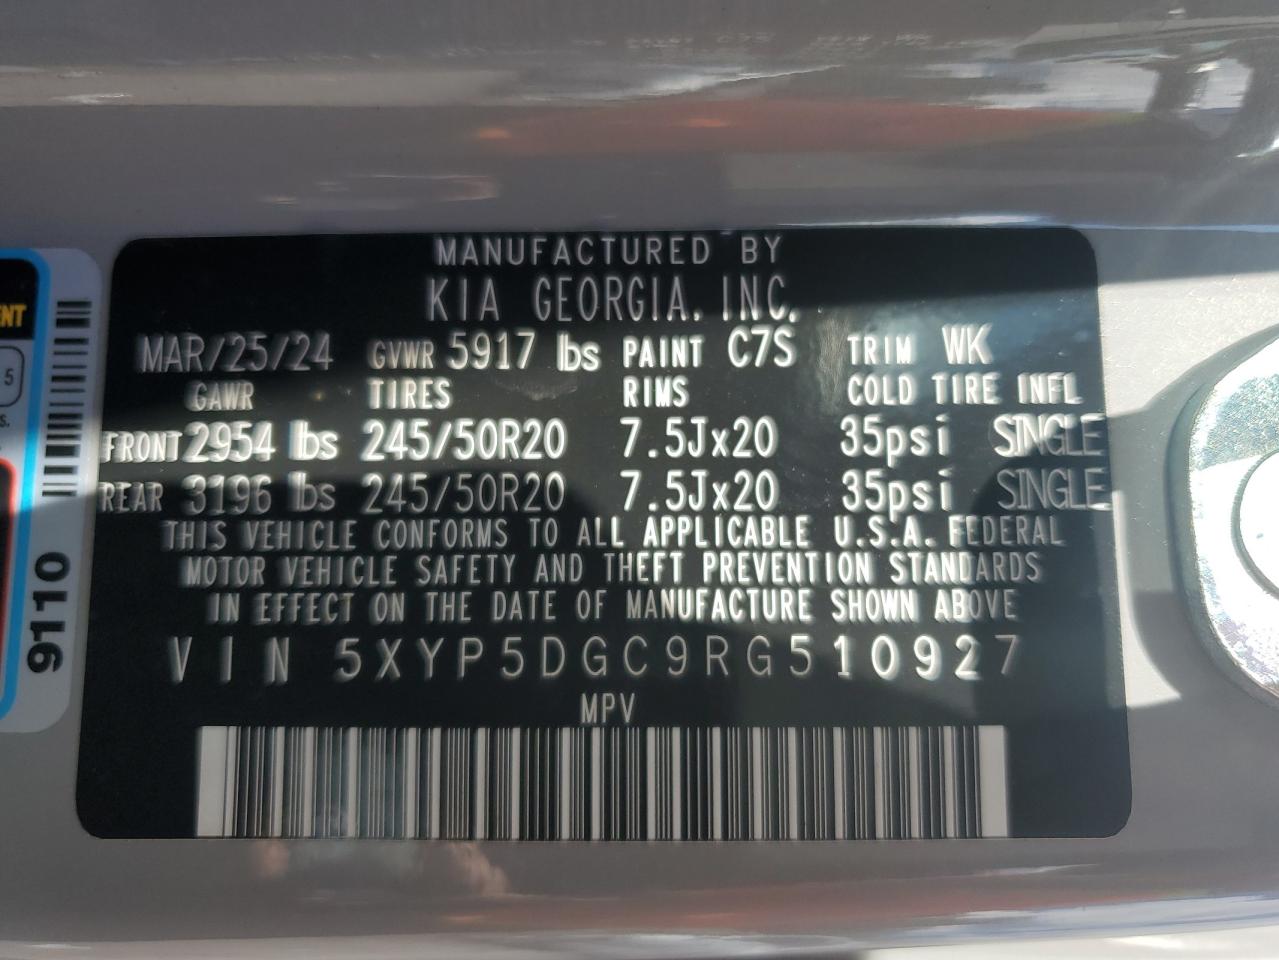 MANUFACTURED BY
KIA GEORGIA, INC.
MAR/25/24 GVWR 5917 lbs PAINT C7S TRIM WK
GAWR TIRES RIMS COLD TIRE INFL
FRONT 2954 lbs 245/50R20 7.5Jx20 35psi SINGLE
REAR 3196 lbs 245/50R20 7.5Jx20 35psi SINGLE
THIS VEHICLE CONFORMS TO ALL APPLICABLE U.S.A. FEDERAL
MOTOR VEHICLE SAFETY AND THEFT PREVENTION STANDARDS
IN EFFECT ON THE DATE OF MANUFACTURE SHOWN ABOVE
VIN 5XYP5DGC9RG510927
MPV
9110
5